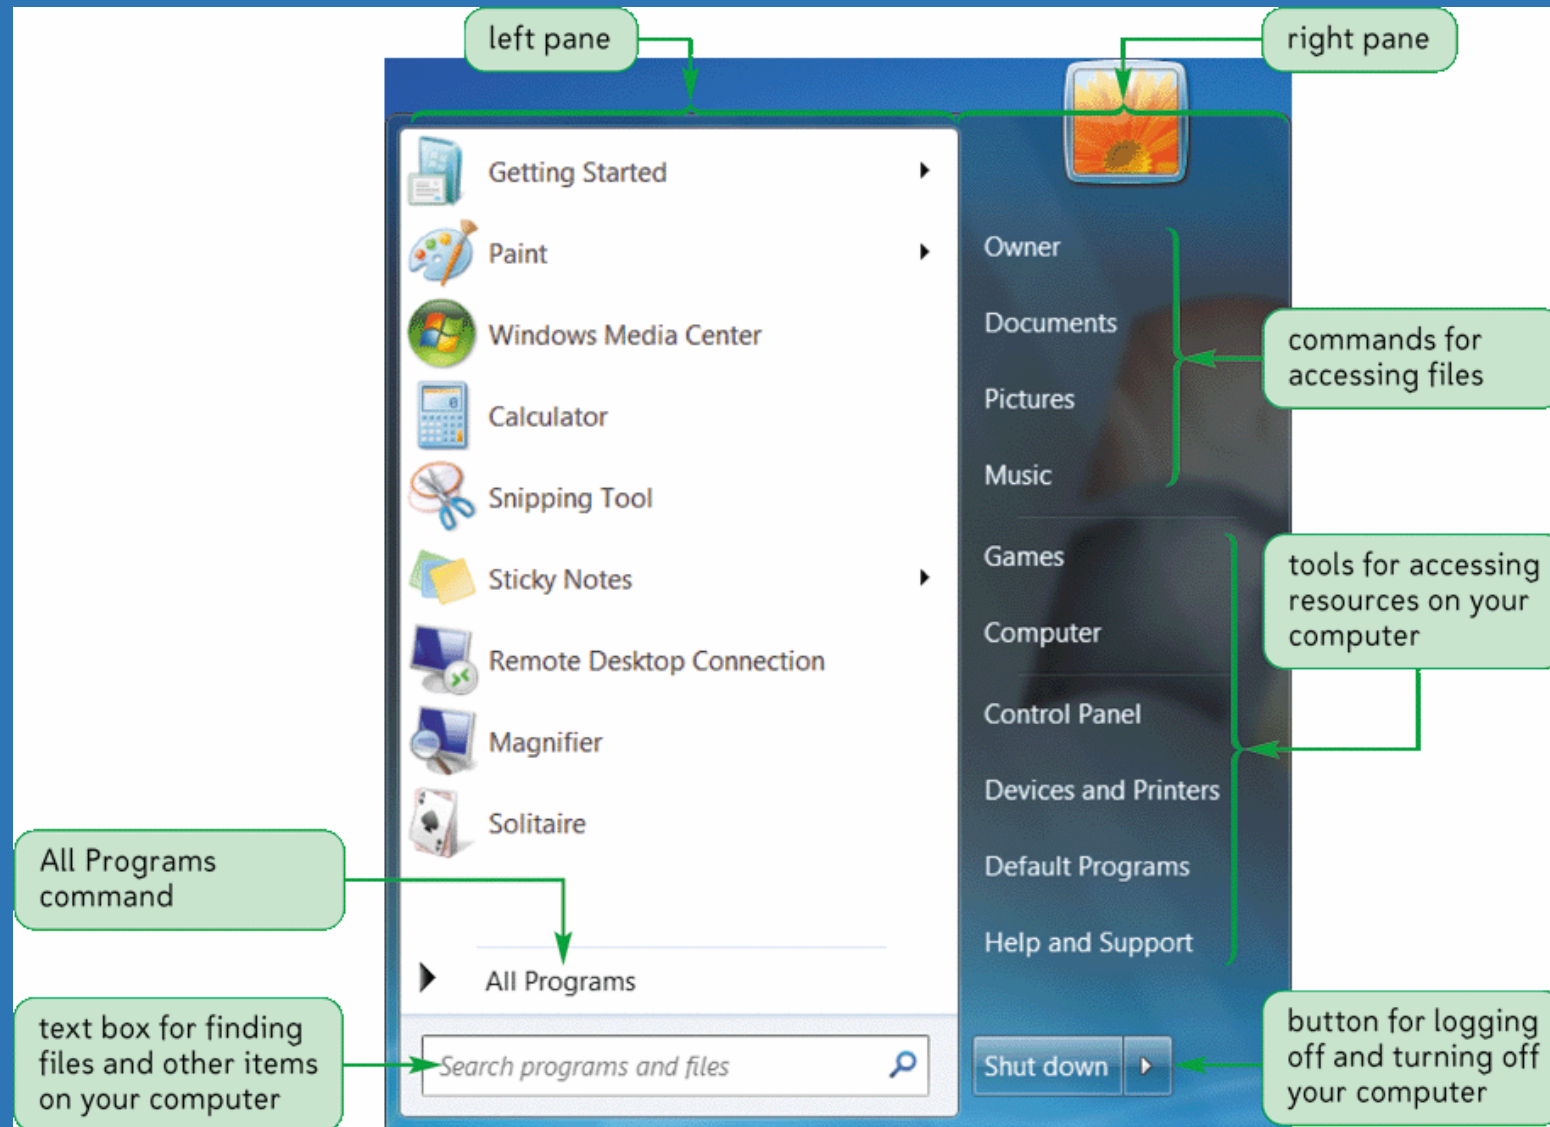 left pane
right pane
Getting Started
Paint
Windows Media Center
Calculator
Snipping Tool
Sticky Notes
Remote Desktop Connection
Magnifier
Solitaire
All Programs
Search programs and files
Owner
Documents
Pictures
Music
Games
Computer
Control Panel
Devices and Printers
Default Programs
Help and Support
Shut down
commands for
accessing files
tools for accessing
resources on your
computer
button for logging
off and turning off
your computer
All Programs
command
text box for finding
files and other items
on your computer